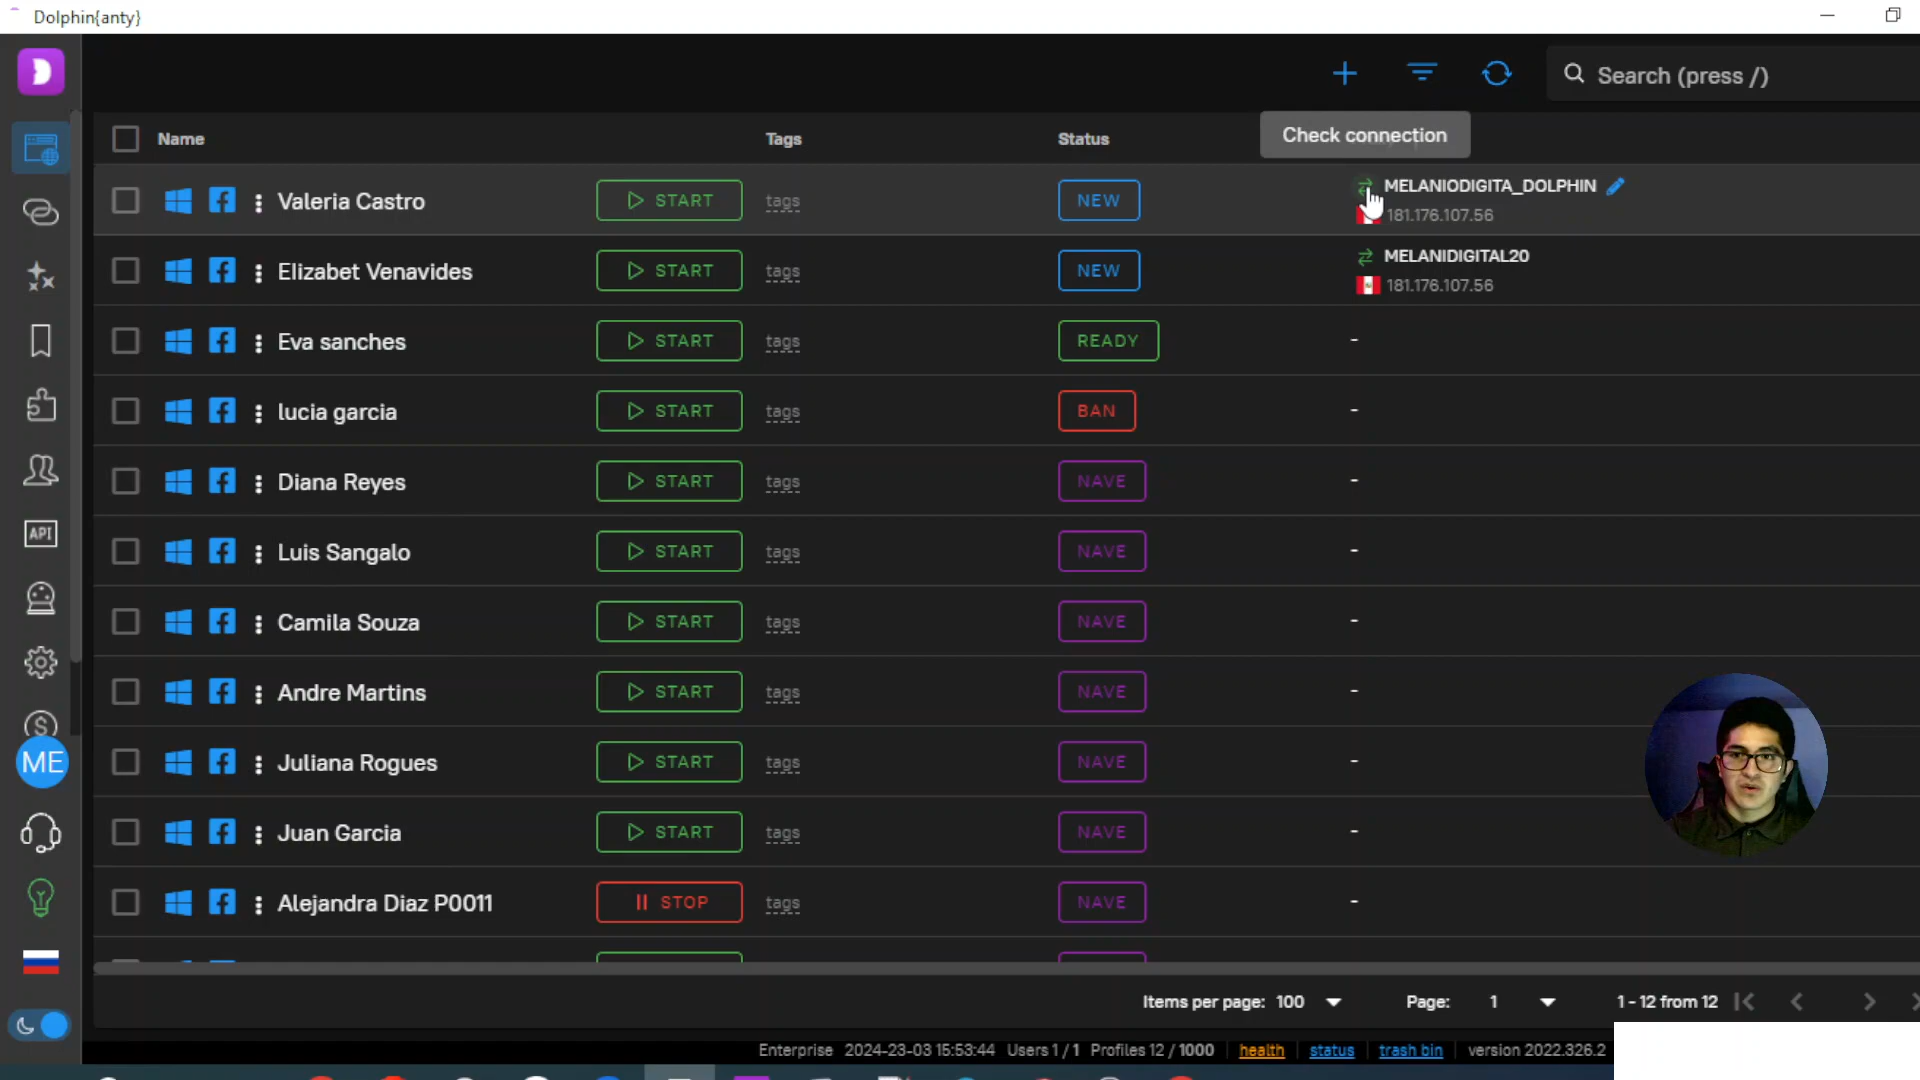 Dolphin{anty}
Search (press /)
Name Tags Status
Check connection
Valeria Castro START tags NEW MELANIODIGITA_DOLPHIN
181.176.107.56
Elizabet Venavides START tags NEW MELANIDIGITAL20
181.176.107.56
Eva sanches START tags READY -
lucia garcia START tags BAN -
Diana Reyes START tags NAVE -
Luis Sangalo START tags NAVE -
Camila Souza START tags NAVE -
Andre Martins START tags NAVE -
Juliana Rogues START tags NAVE -
Juan Garcia START tags NAVE -
Alejandra Diaz P0011 STOP tags NAVE -
API
ME
Items per page: 100 Page: 1 1 - 12 from 12
Enterprise 2024-23-03 15:53:44 Users 1 / 1 Profiles 12 / 1000 health status trash bin version 2022.326.2